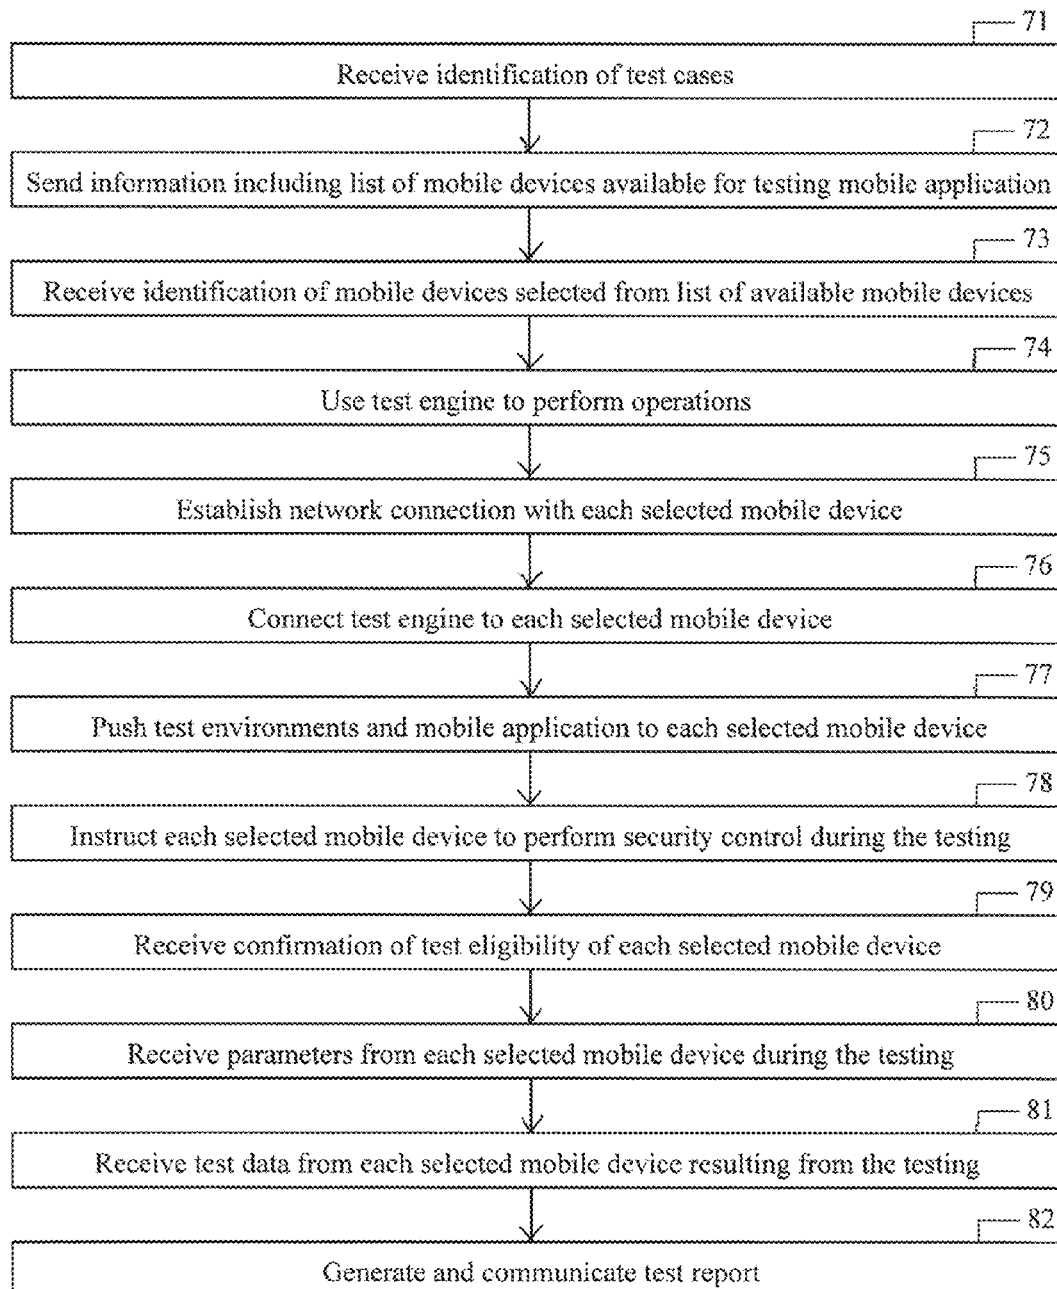 71
Receive identification of test cases
72
Send information including list of mobile devices available for testing mobile application
73
Receive identification of mobile devices selected from list of available mobile devices
74
Use test engine to perform operations
75
Establish network connection with each selected mobile device
76
Connect test engine to each selected mobile device
77
Push test environments and mobile application to each selected mobile device
78
Instruct each selected mobile device to perform security control during the testing
79
Receive confirmation of test eligibility of each selected mobile device
80
Receive parameters from each selected mobile device during the testing
81
Receive test data from each selected mobile device resulting from the testing
82
Generate and communicate test report